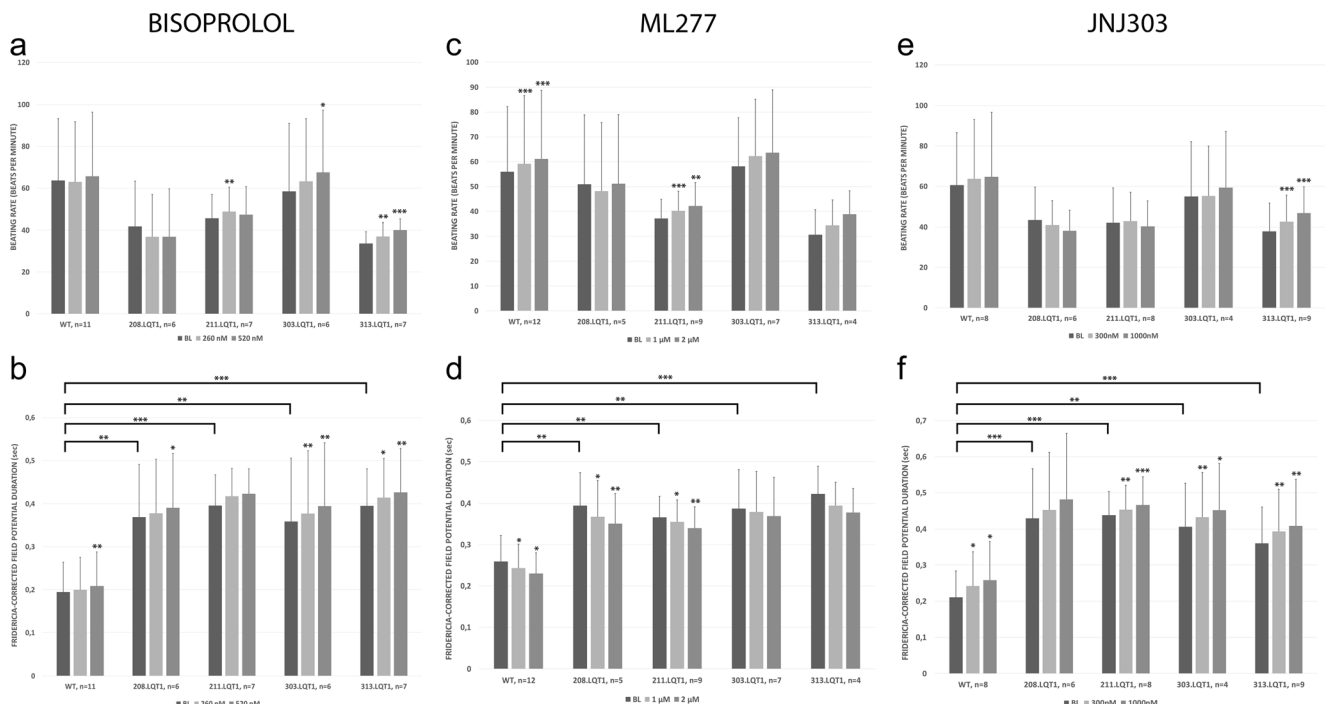 BISOPROLOL
ML277
JNJ303
a
BEATING RATE (BEATS PER MINUTE)
120
100
80
60
40
20
0
*
**
**
***
WT, n=11
208.LQT1, n=6
211.LQT1, n=7
303.LQT1, n=6
313.LQT1, n=7
BL 260 nM 520 nM
c
BEATING RATE (BEATS PER MINUTE)
100
90
80
70
60
50
40
30
20
10
0
***
***
***
**
WT, n=12
208.LQT1, n=5
211.LQT1, n=9
303.LQT1, n=7
313.LQT1, n=4
BL 1 µM 2 µM
e
BEATING RATE (BEATS PER MINUTE)
120
100
80
60
40
20
0
***
***
WT, n=8
208.LQT1, n=6
211.LQT1, n=8
303.LQT1, n=4
313.LQT1, n=9
BL 300nM 1000nM
b
FRIDERICIA-CORRECTED FIELD POTENTIAL DURATION (sec)
***
**
***
**
0,6
0,5
0,4
0,3
0,2
0,1
0
**
*
**
**
*
**
WT, n=11
208.LQT1, n=6
211.LQT1, n=7
303.LQT1, n=6
313.LQT1, n=7
BL 260 nM 520 nM
d
FRIDERICIA-CORRECTED FIELD POTENTIAL DURATION (sec)
***
**
**
**
0,6
0,5
0,4
0,3
0,2
0,1
0
*
*
*
**
*
**
WT, n=12
208.LQT1, n=5
211.LQT1, n=9
303.LQT1, n=7
313.LQT1, n=4
BL 1 µM 2 µM
f
FRIDERICIA-CORRECTED FIELD POTENTIAL DURATION (sec)
***
**
***
***
0,7
0,6
0,5
0,4
0,3
0,2
0,1
0
*
*
**
***
**
*
**
**
WT, n=8
208.LQT1, n=6
211.LQT1, n=8
303.LQT1, n=4
313.LQT1, n=9
BL 300nM 1000nM